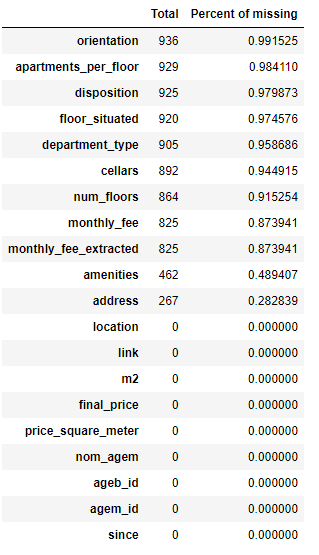 Total Percent of missing
orientation 936 0.991525
apartments_per_floor 929 0.984110
disposition 925 0.979873
floor_situated 920 0.974576
department_type 905 0.958686
cellars 892 0.944915
num_floors 864 0.915254
monthly_fee 825 0.873941
monthly_fee_extracted 825 0.873941
amenities 462 0.489407
address 267 0.282839
location 0 0.000000
link 0 0.000000
m2 0 0.000000
final_price 0 0.000000
price_square_meter 0 0.000000
nom_agem 0 0.000000
ageb_id 0 0.000000
agem_id 0 0.000000
since 0 0.000000